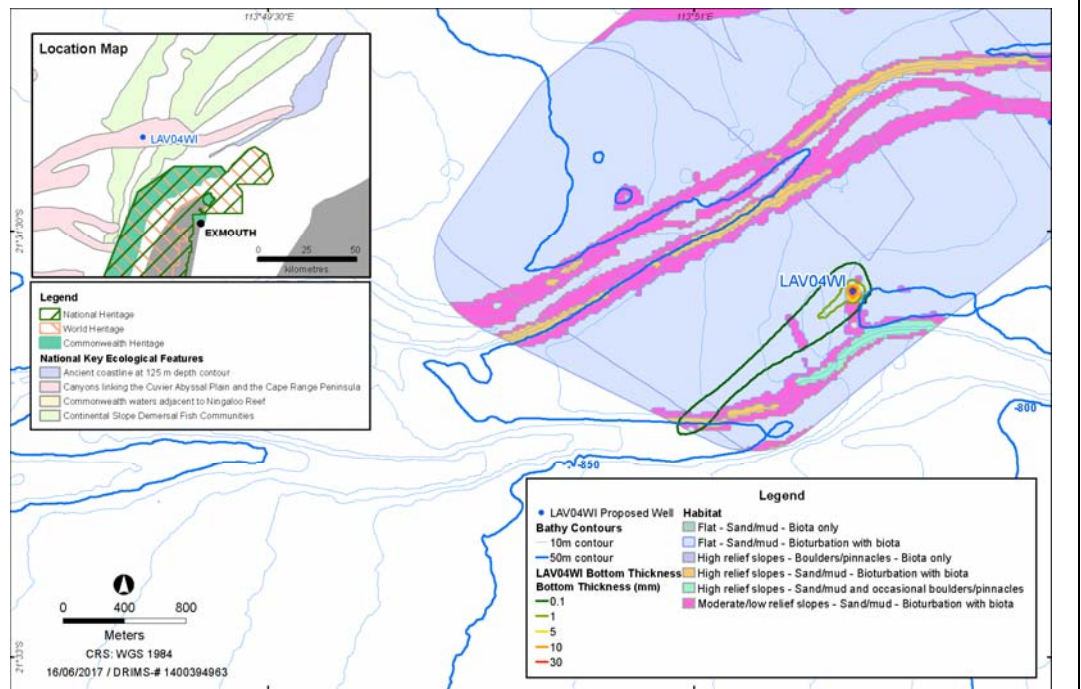 113°49'30"E
113°51'E
Location Map
LAV04WI
EXMOUTH
0 25 50
kilometres
21°31'30"S
Legend
National Heritage
World Heritage
Commonwealth Heritage
National Key Ecological Features
Ancient coastline at 125 m depth contour
Canyons linking the Cuvier Abyssal Plain and the Cape Range Peninsula
Commonwealth waters adjacent to Ningaloo Reef
Continental Slope Demersal Fish Communities
LAV04WI
-800
-850
Legend
LAV04WI Proposed Well
Bathy Contours
10m contour
50m contour
LAV04WI Bottom Thickness
Bottom Thickness (mm)
0.1
1
5
10
30
Habitat
Flat - Sand/mud - Biota only
Flat - Sand/mud - Bioturbation with biota
High relief slopes - Boulders/pinnacles - Biota only
High relief slopes - Sand/mud - Bioturbation with biota
High relief slopes - Sand/mud and occasional boulders/pinnacles
Moderate/low relief slopes - Sand/mud - Bioturbation with biota
0 400 800
Meters
CRS: WGS 1984
16/06/2017 / DRIMS-# 1400394963
21°33'S